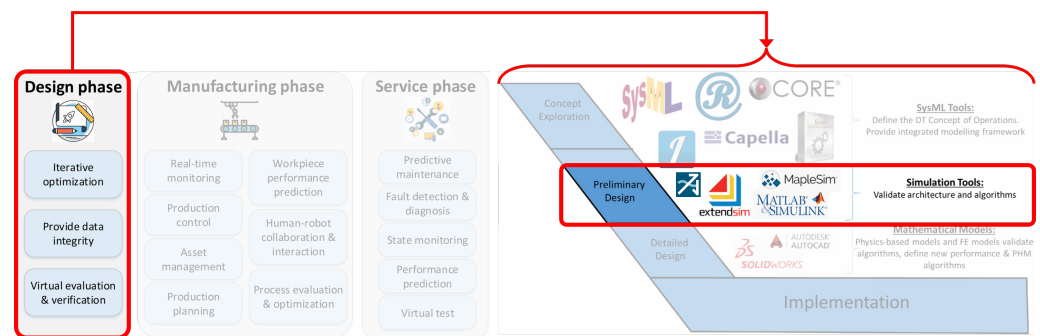 Design phase
Iterative
optimization
Provide data
integrity
Virtual evaluation
& verification
Manufacturing phase
Real-time
monitoring
Production
control
Asset
management
Production
planning
Workpiece
performance
prediction
Human-robot
collaboration &
interaction
Process evaluation
& optimization
Service phase
Predictive
maintenance
Fault detection &
diagnosis
State monitoring
Performance
prediction
Virtual test
Concept
Exploration
SysML
R
CORE®
Capella
SysML Tools:
Define the DT Concept of Operations.
Provide integrated modelling framework
Preliminary
Design
extendsim
MapleSim
MATLAB
&SIMULINK®
Simulation Tools:
Validate architecture and algorithms
Detailed
Design
SOLIDWORKS
AUTODESK
AUTOCAD
Mathematical Models:
Physics-based models and FE models validate
algorithms, define new performance & PHM
algorithms
Implementation